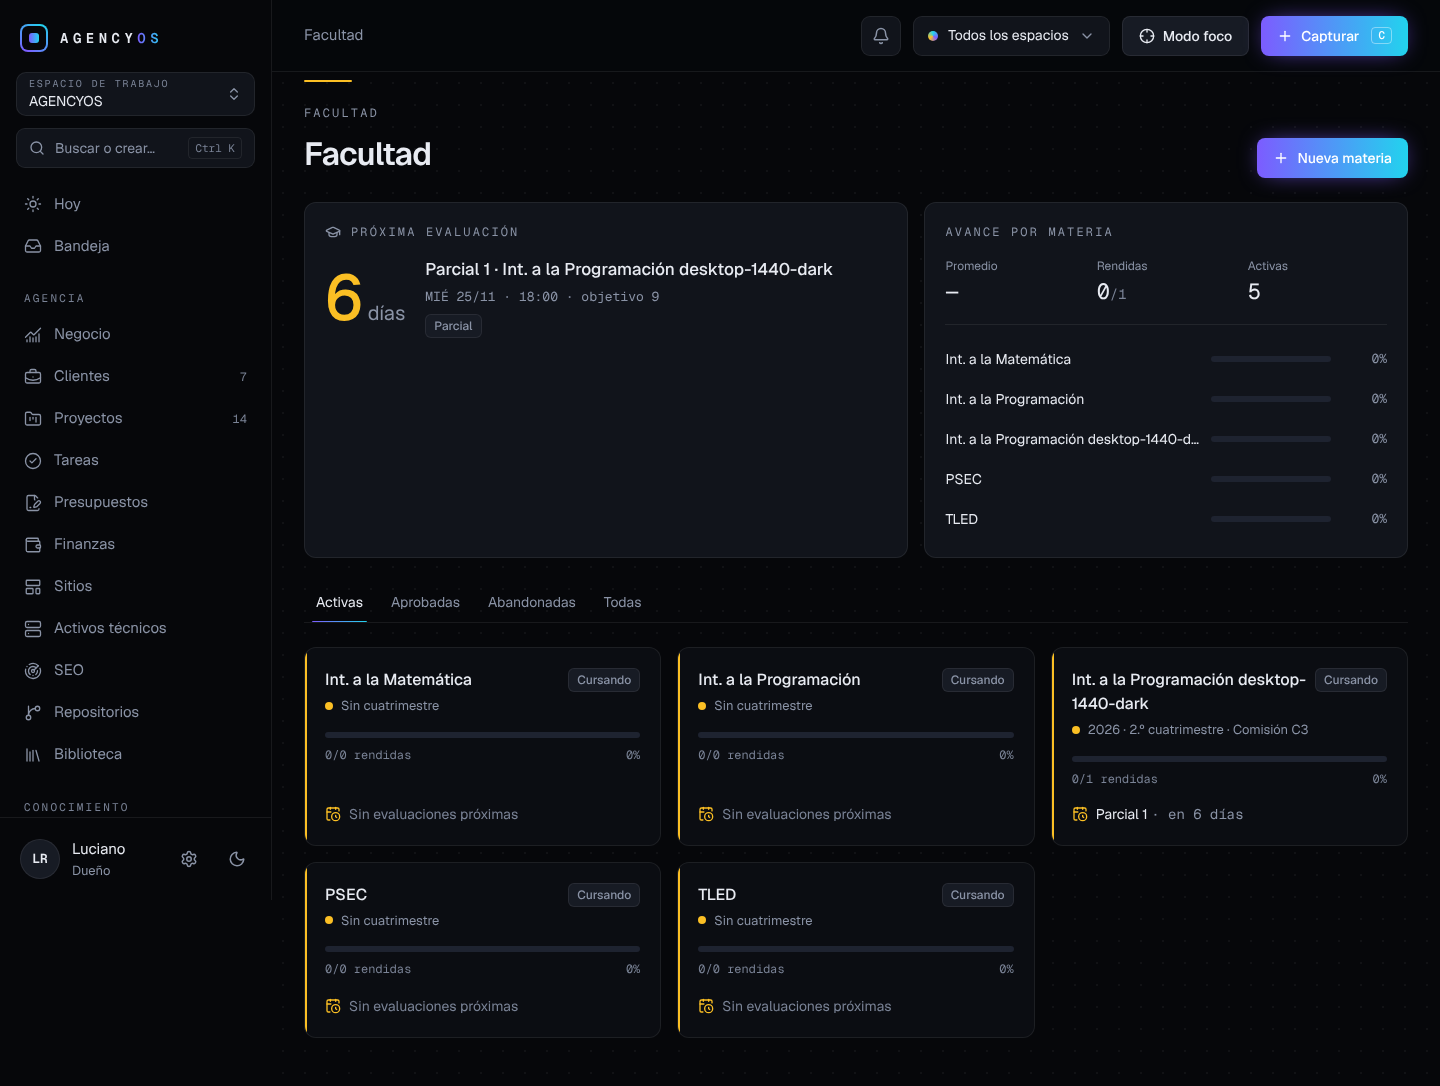 AGENCYOS
ESPACIO DE TRABAJO
AGENCYOS
Buscar o crear… Ctrl K
Hoy
Bandeja
AGENCIA
Negocio
Clientes 7
Proyectos 14
Tareas
Presupuestos
Finanzas
Sitios
Activos técnicos
SEO
Repositorios
Biblioteca
CONOCIMIENTO
LR
Luciano
Dueño
Facultad
Todos los espacios
Modo foco
Capturar C
FACULTAD
Facultad
Nueva materia
PRÓXIMA EVALUACIÓN
6 días
Parcial 1 · Int. a la Programación desktop-1440-dark
MIÉ 25/11 · 18:00 · objetivo 9
Parcial
AVANCE POR MATERIA
Promedio Rendidas Activas
— 0/1 5
Int. a la Matemática 0%
Int. a la Programación 0%
Int. a la Programación desktop-1440-d… 0%
PSEC 0%
TLED 0%
Activas Aprobadas Abandonadas Todas
Int. a la Matemática Cursando
Sin cuatrimestre
0/0 rendidas 0%
Sin evaluaciones próximas
Int. a la Programación Cursando
Sin cuatrimestre
0/0 rendidas 0%
Sin evaluaciones próximas
Int. a la Programación desktop- Cursando
1440-dark
2026 · 2.º cuatrimestre · Comisión C3
0/1 rendidas 0%
Parcial 1 · en 6 días
PSEC Cursando
Sin cuatrimestre
0/0 rendidas 0%
Sin evaluaciones próximas
TLED Cursando
Sin cuatrimestre
0/0 rendidas 0%
Sin evaluaciones próximas